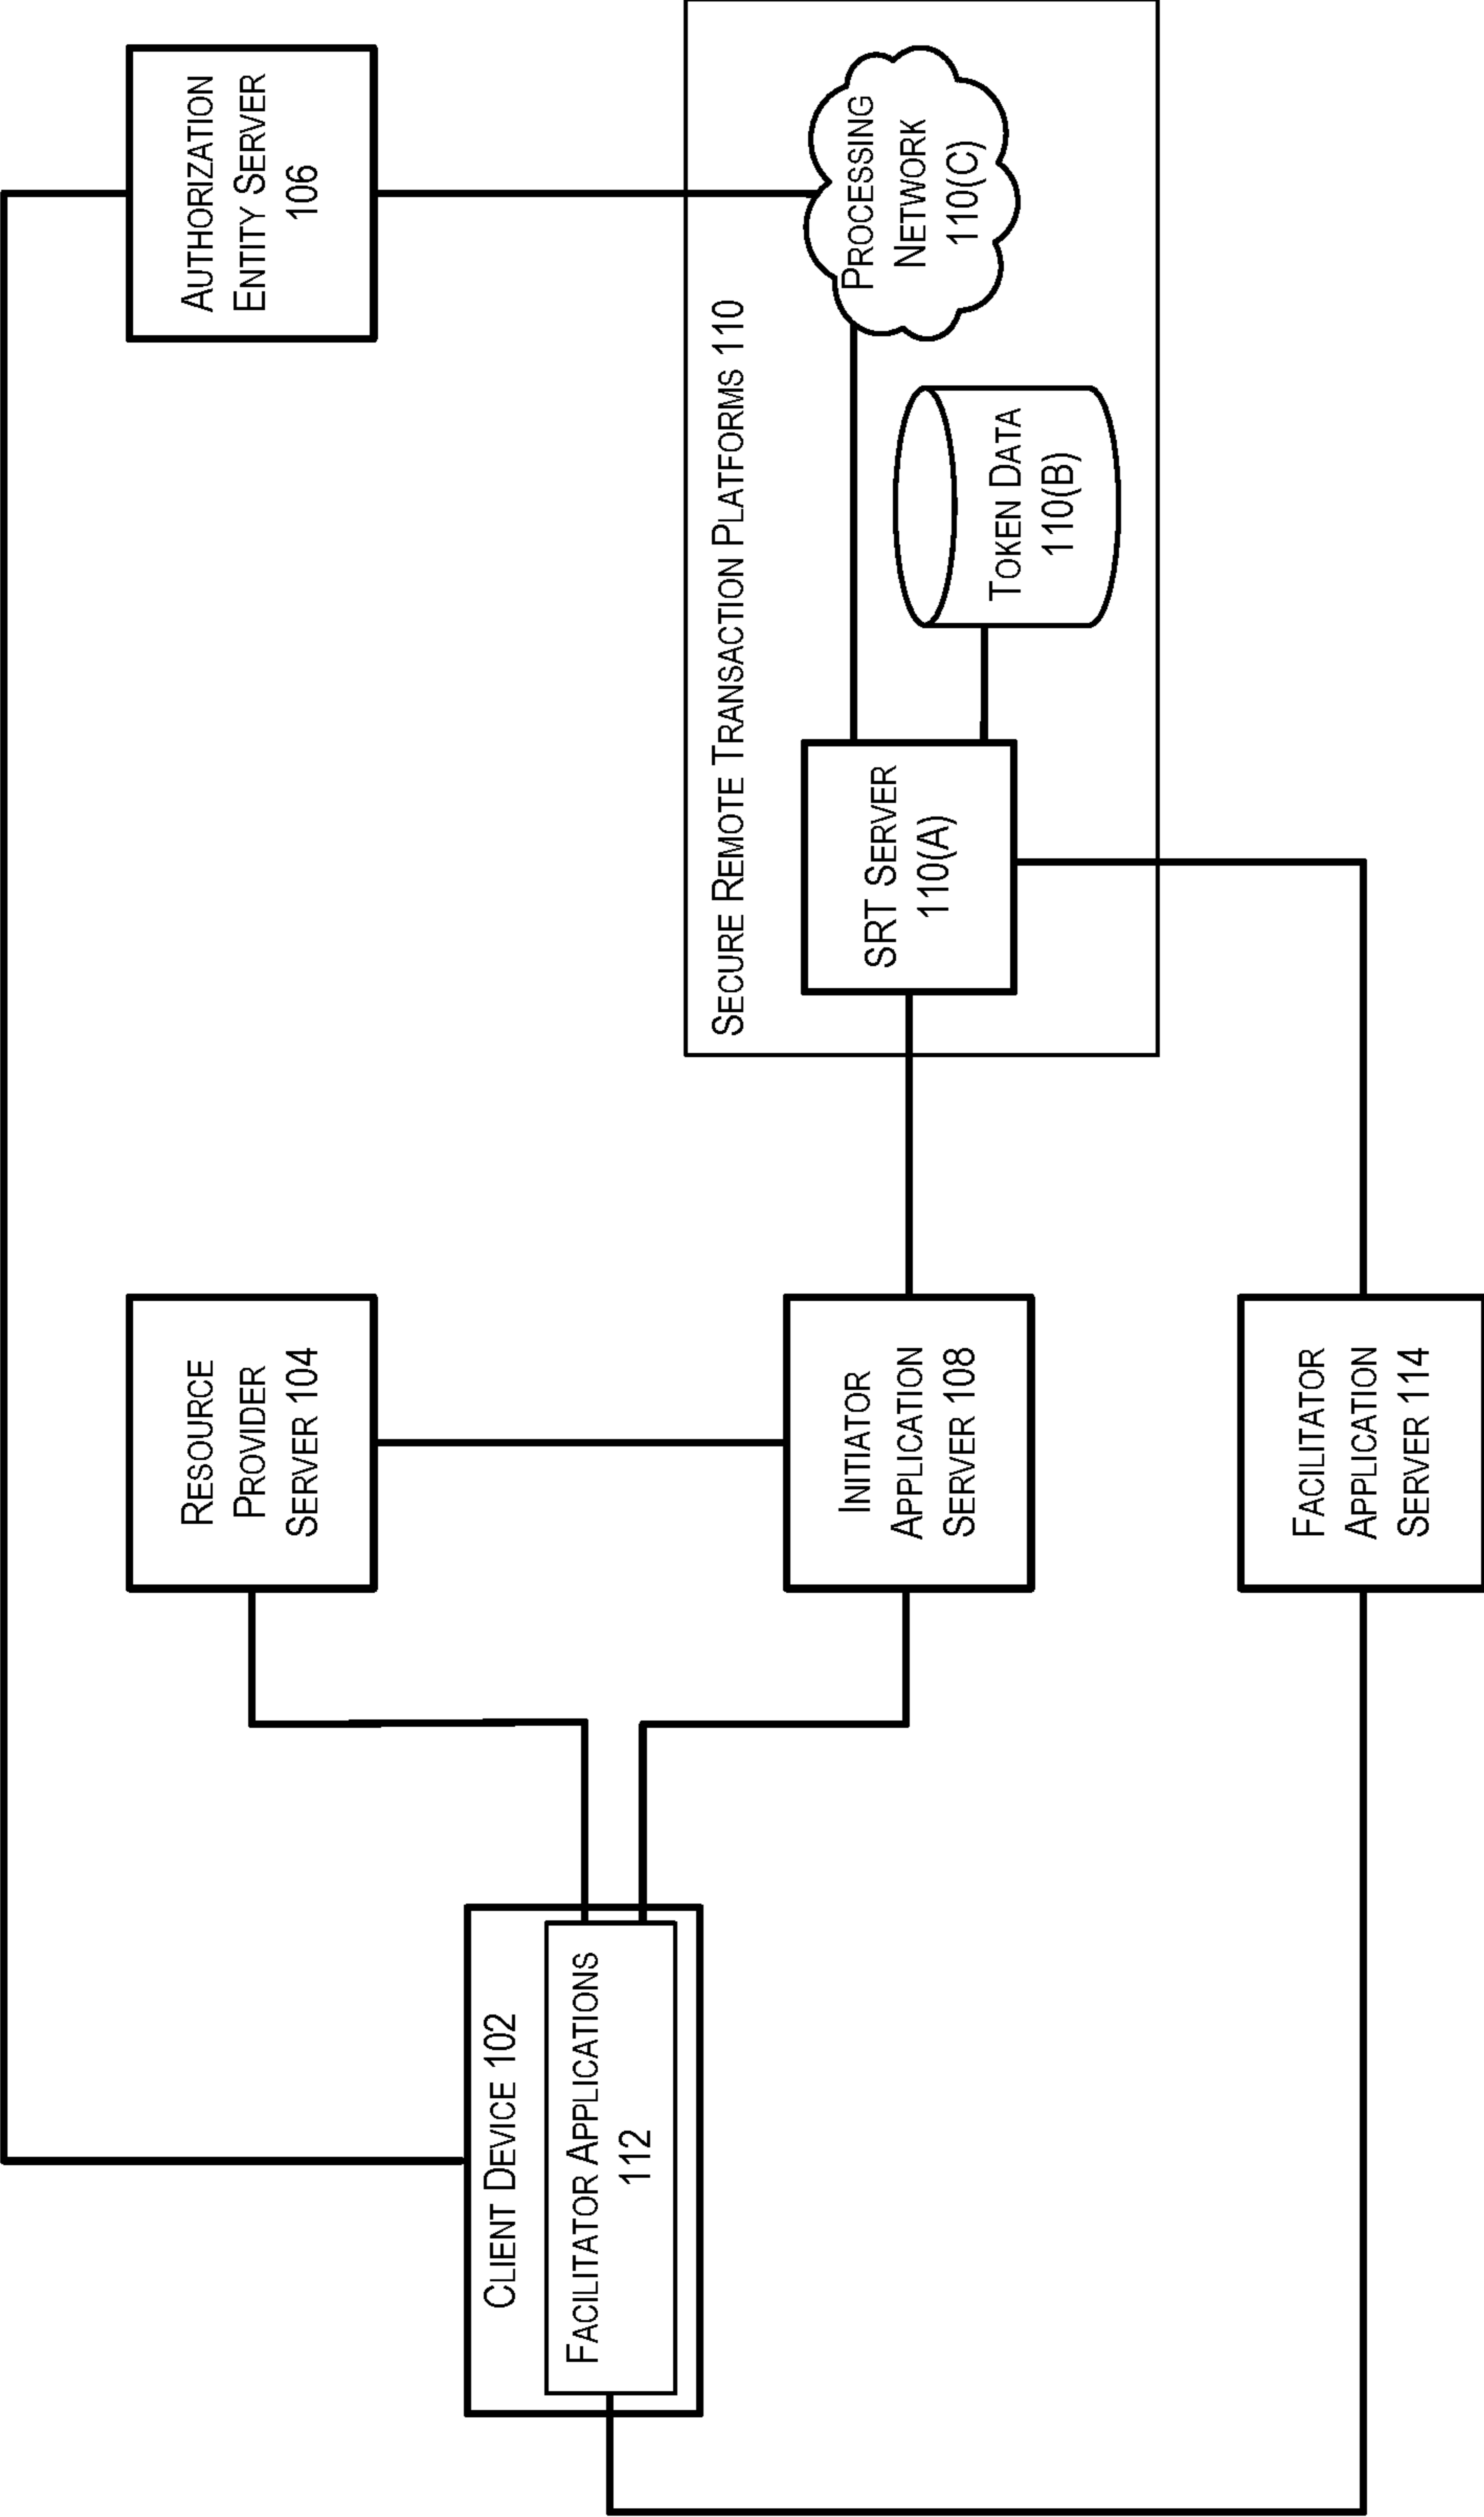 CLIENT DEVICE 102
FACILITATOR APPLICATIONS
112
RESOURCE
PROVIDER
SERVER 104
INITIATOR
APPLICATION
SERVER 108
FACILITATOR
APPLICATION
SERVER 114
AUTHORIZATION
ENTITY SERVER
106
SECURE REMOTE TRANSACTION PLATFORMS 110
SRT SERVER
110(A)
TOKEN DATA
110(B)
PROCESSING
NETWORK
110(C)